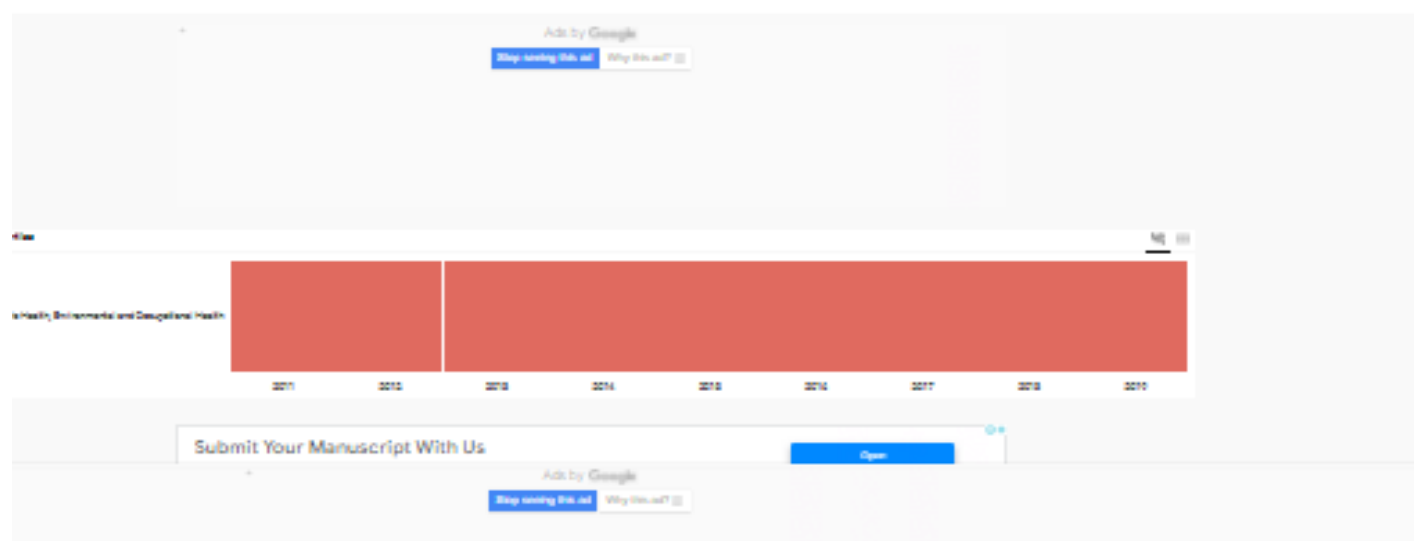 Ads by Google
Stop seeing this ad Why this ad?
Health, Environmental and Occupational Health
2011 2012 2013 2014 2015 2016 2017 2018 2019
Submit Your Manuscript With Us
Open
Ads by Google
Stop seeing this ad Why this ad?